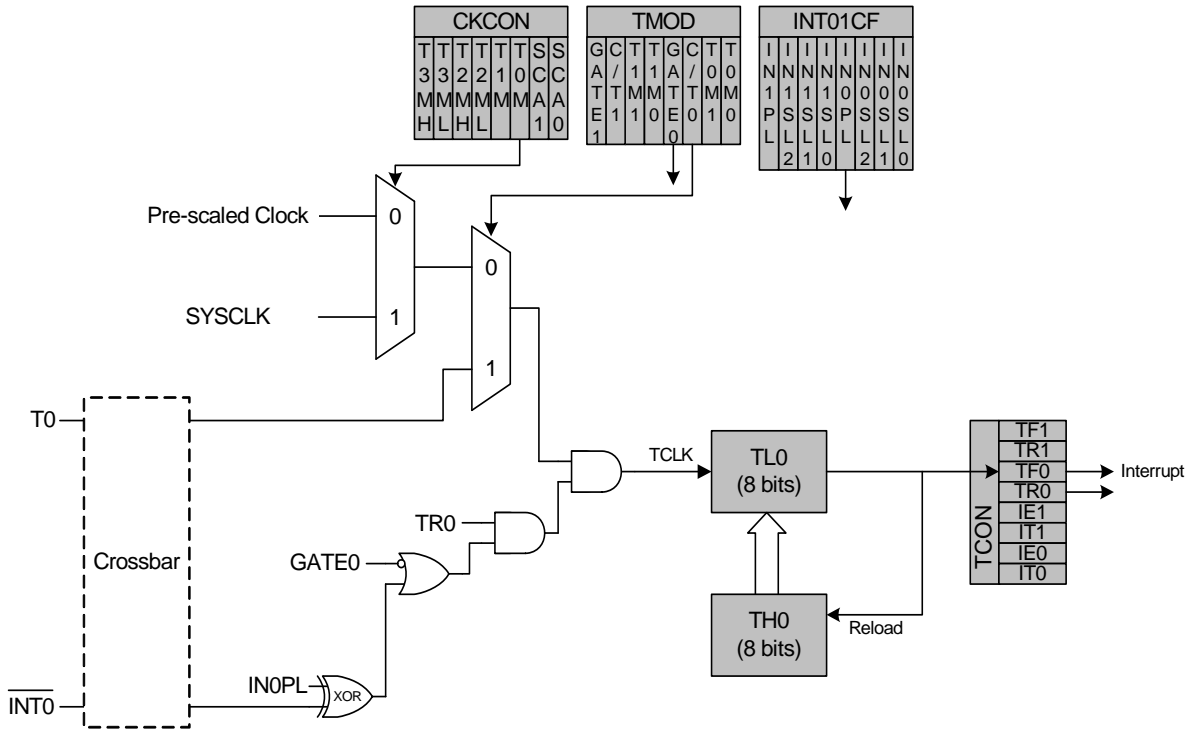 CKCON
T3MH
T3ML
T2MH
T2ML
T1M
T0M
SCA1
SCA0
TMOD
GATE1
C/T1
T1M1
T1M0
GATE0
C/T0
T0M1
T0M0
INT01CF
IN1PL
IN1SL2
IN1SL1
IN1SL0
IN0PL
IN0SL2
IN0SL1
IN0SL0
Pre-scaled Clock
0
SYSCLK
1
0
1
T0
Crossbar
INT0
TR0
GATE0
IN0PL
XOR
TCLK
TL0
(8 bits)
TH0
(8 bits)
Reload
TCON
TF1
TR1
TF0
TR0
IE1
IT1
IE0
IT0
Interrupt